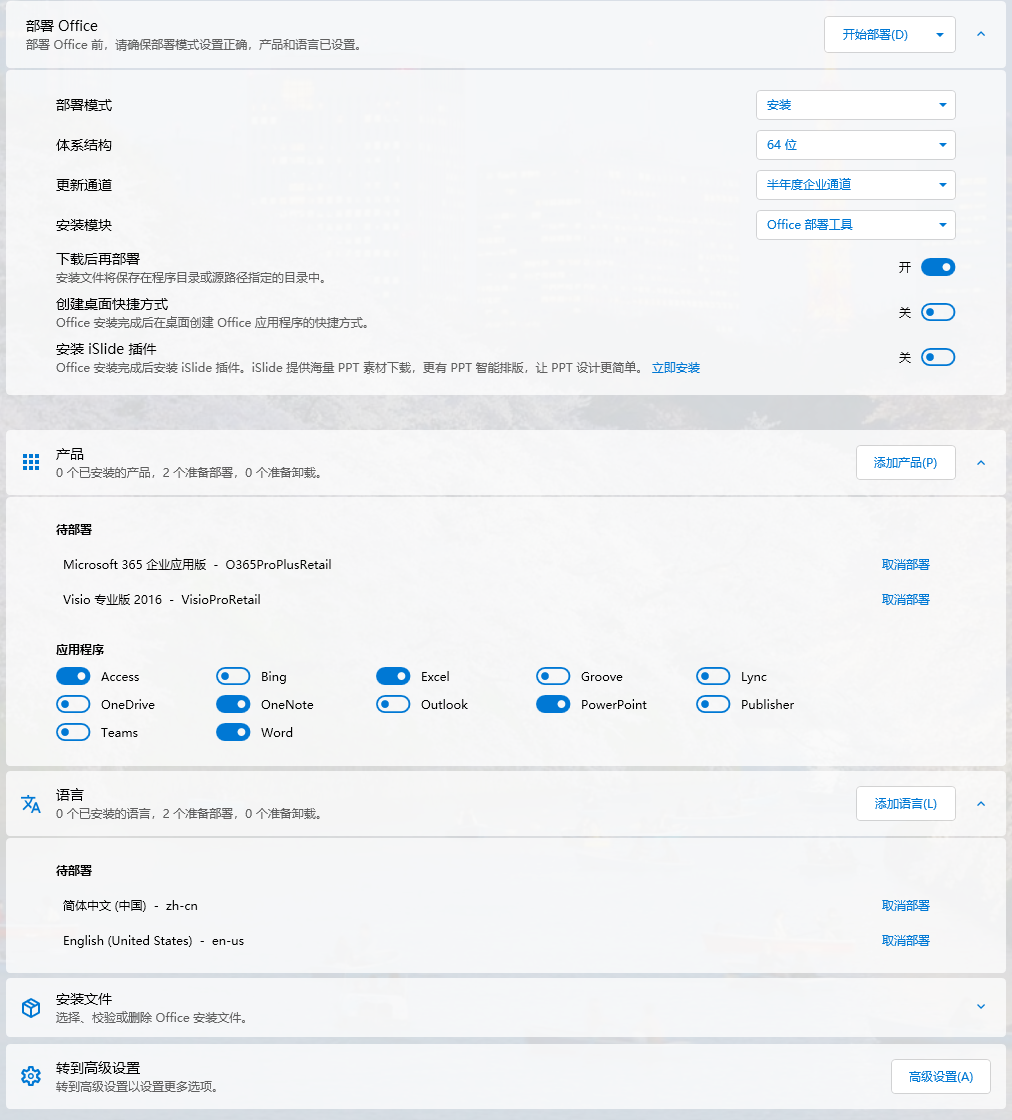 部署 Office
部署 Office 前，请确保部署模式设置正确，产品和语言已设置。
开始部署(D)
部署模式
安装
体系结构
64 位
更新通道
半年度企业通道
安装模块
Office 部署工具
下载后再部署
安装文件将保存在程序目录或源路径指定的目录中。
开
创建桌面快捷方式
Office 安装完成后在桌面创建 Office 应用程序的快捷方式。
关
安装 iSlide 插件
Office 安装完成后安装 iSlide 插件。iSlide 提供海量 PPT 素材下载，更有 PPT 智能排版，让 PPT 设计更简单。 立即安装
关
产品
0 个已安装的产品，2 个准备部署，0 个准备卸载。
添加产品(P)
待部署
Microsoft 365 企业应用版 - O365ProPlusRetail
取消部署
Visio 专业版 2016 - VisioProRetail
取消部署
应用程序
Access Bing Excel Groove Lync
OneDrive OneNote Outlook PowerPoint Publisher
Teams Word
语言
0 个已安装的语言，2 个准备部署，0 个准备卸载。
添加语言(L)
待部署
简体中文 (中国) - zh-cn
取消部署
English (United States) - en-us
取消部署
安装文件
选择、校验或删除 Office 安装文件。
转到高级设置
转到高级设置以设置更多选项。
高级设置(A)